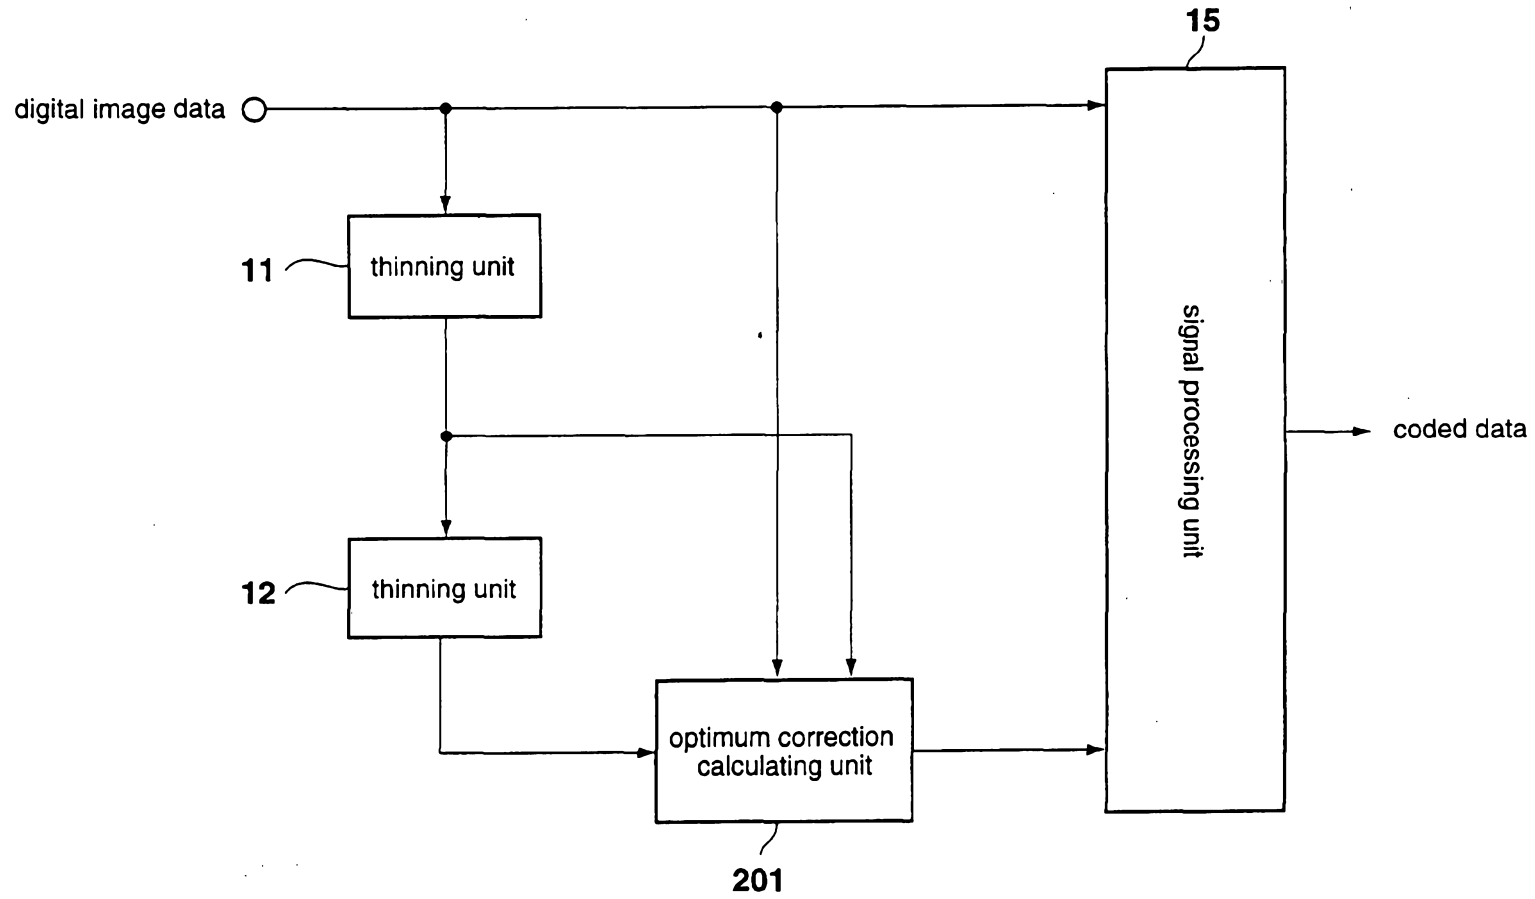 15
digital image data
11
thinning unit
signal processing unit
coded data
12
thinning unit
optimum correction
calculating unit
201